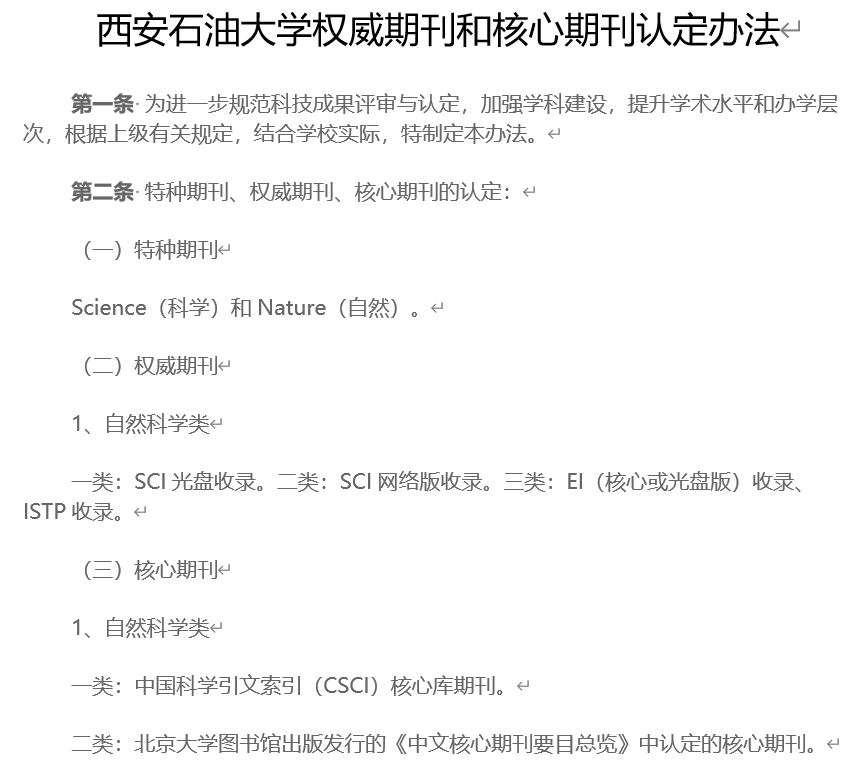 西安石油大学权威期刊和核心期刊认定办法
第一条 为进一步规范科技成果评审与认定，加强学科建设，提升学术水平和办学层
次，根据上级有关规定，结合学校实际，特制定本办法。
第二条 特种期刊、权威期刊、核心期刊的认定：
（一）特种期刊
Science（科学）和 Nature（自然）。
（二）权威期刊
1、自然科学类
一类：SCI 光盘收录。二类：SCI 网络版收录。三类：EI（核心或光盘版）收录、
ISTP 收录。
（三）核心期刊
1、自然科学类
一类：中国科学引文索引（CSCI）核心库期刊。
二类：北京大学图书馆出版发行的《中文核心期刊要目总览》中认定的核心期刊。